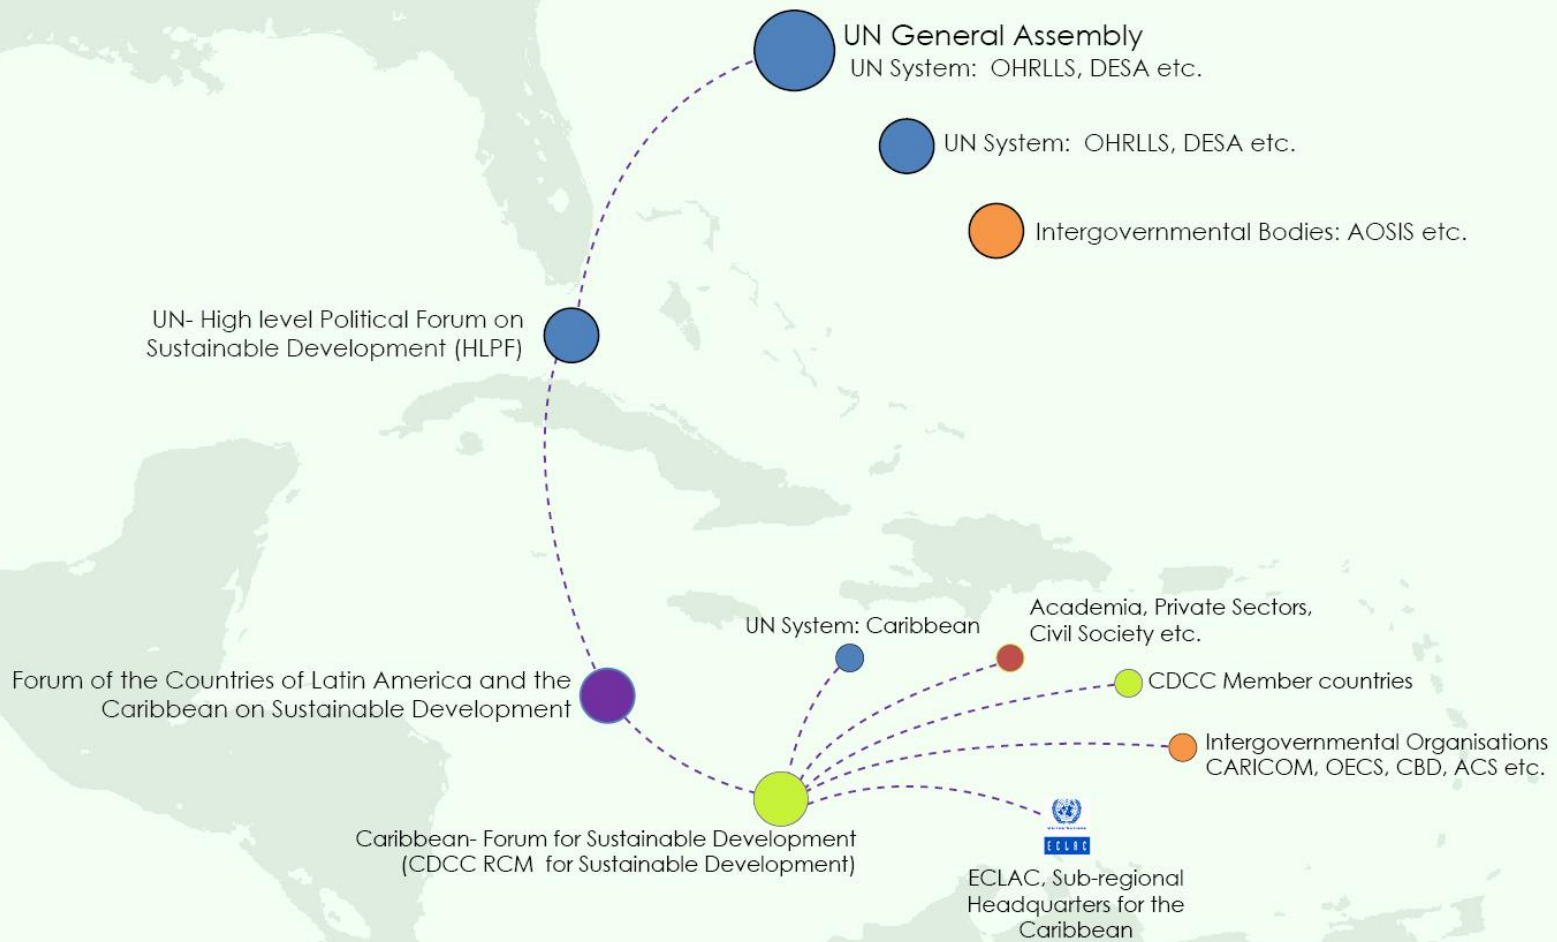 UN General Assembly
UN System: OHRLLS, DESA etc.
UN System: OHRLLS, DESA etc.
Intergovernmental Bodies: AOSIS etc.
UN- High level Political Forum on
Sustainable Development (HLPF)
UN System: Caribbean
Academia, Private Sectors,
Civil Society etc.
Forum of the Countries of Latin America and the
Caribbean on Sustainable Development
CDCC Member countries
Intergovernmental Organisations
CARICOM, OECS, CBD, ACS etc.
Caribbean- Forum for Sustainable Development
(CDCC RCM for Sustainable Development)
UNITED NATIONS
ECLAC
ECLAC, Sub-regional
Headquarters for the
Caribbean